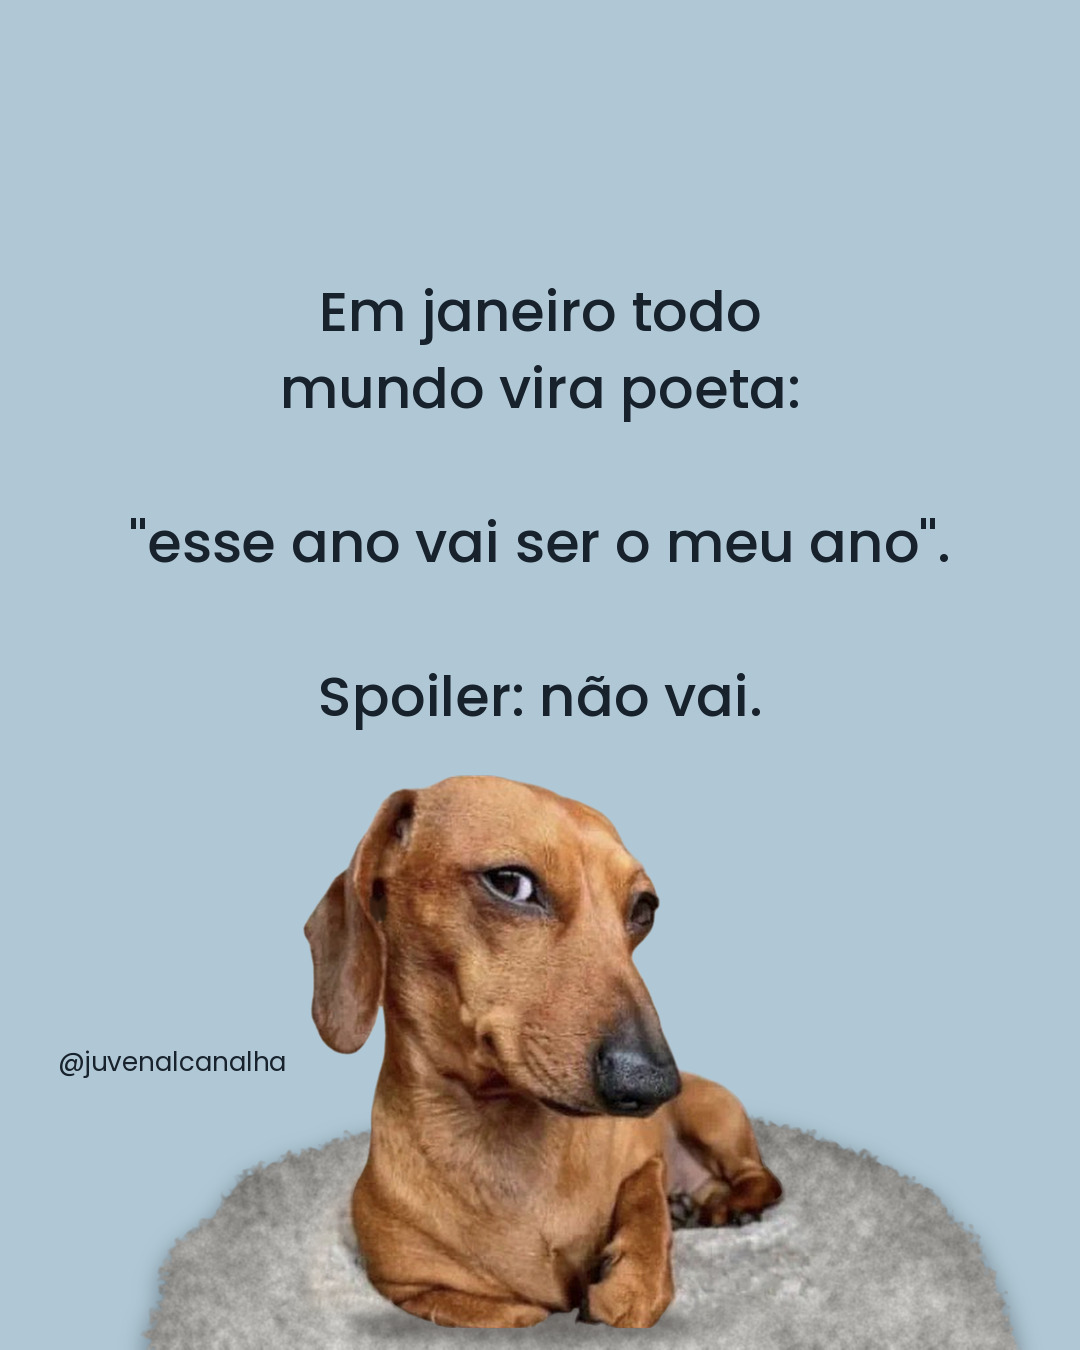 Em janeiro todo
mundo vira poeta:
"esse ano vai ser o meu ano".
Spoiler: não vai.
@juvenalcanalha